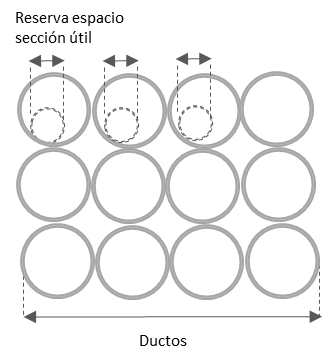 Reserva espacio
sección útil
Ductos